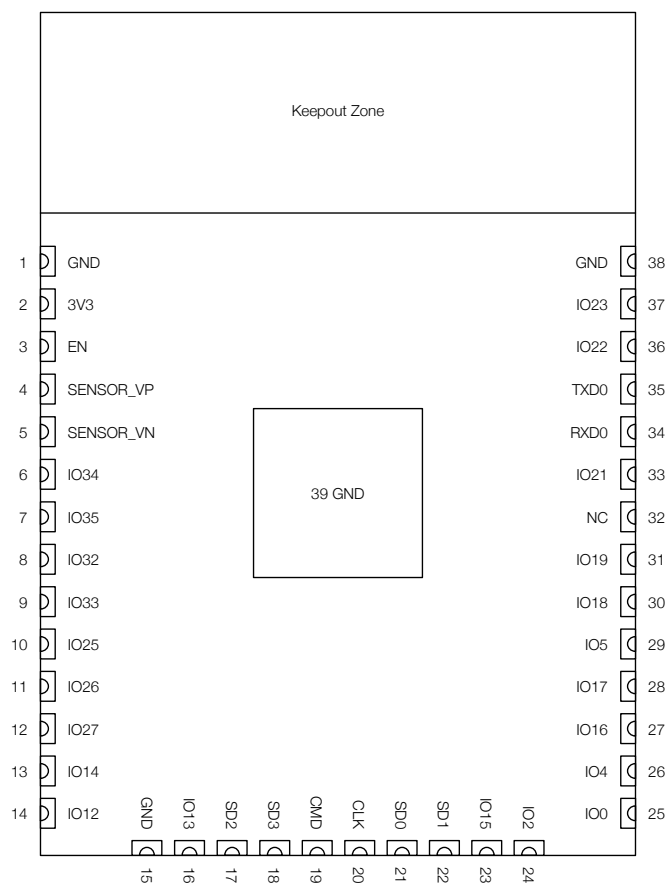 Keepout Zone
1 GND
2 3V3
3 EN
4 SENSOR_VP
5 SENSOR_VN
6 IO34
7 IO35
8 IO32
9 IO33
10 IO25
11 IO26
12 IO27
13 IO14
14 IO12
39 GND
GND 15
IO13 16
SD2 17
SD3 18
CMD 19
CLK 20
SD0 21
SD1 22
IO15 23
IO2 24
GND 38
IO23 37
IO22 36
TXD0 35
RXD0 34
IO21 33
NC 32
IO19 31
IO18 30
IO5 29
IO17 28
IO16 27
IO4 26
IO0 25